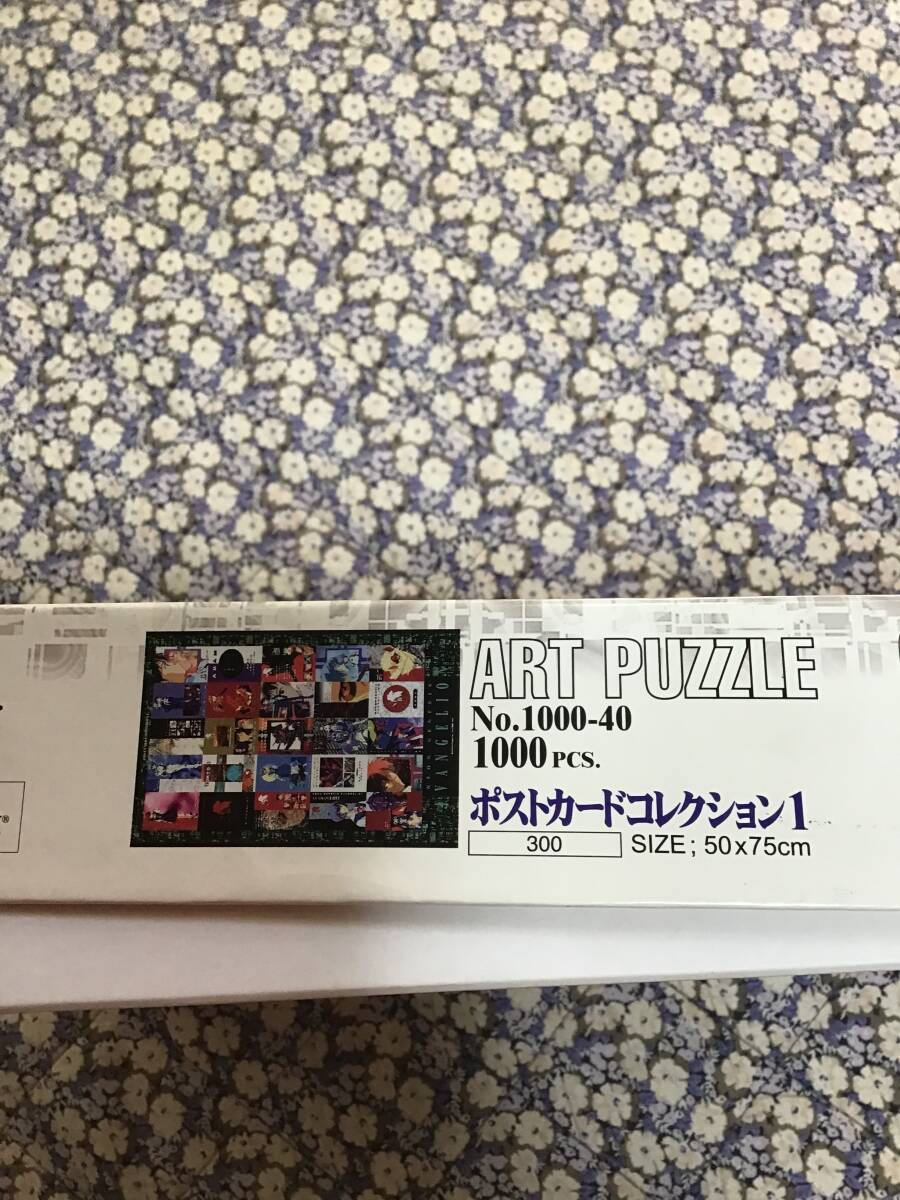 ART PUZZLE
No.1000-40
1000 PCS.
ポストカードコレクション1
300 SIZE ; 50x75cm
EVANGELION
®